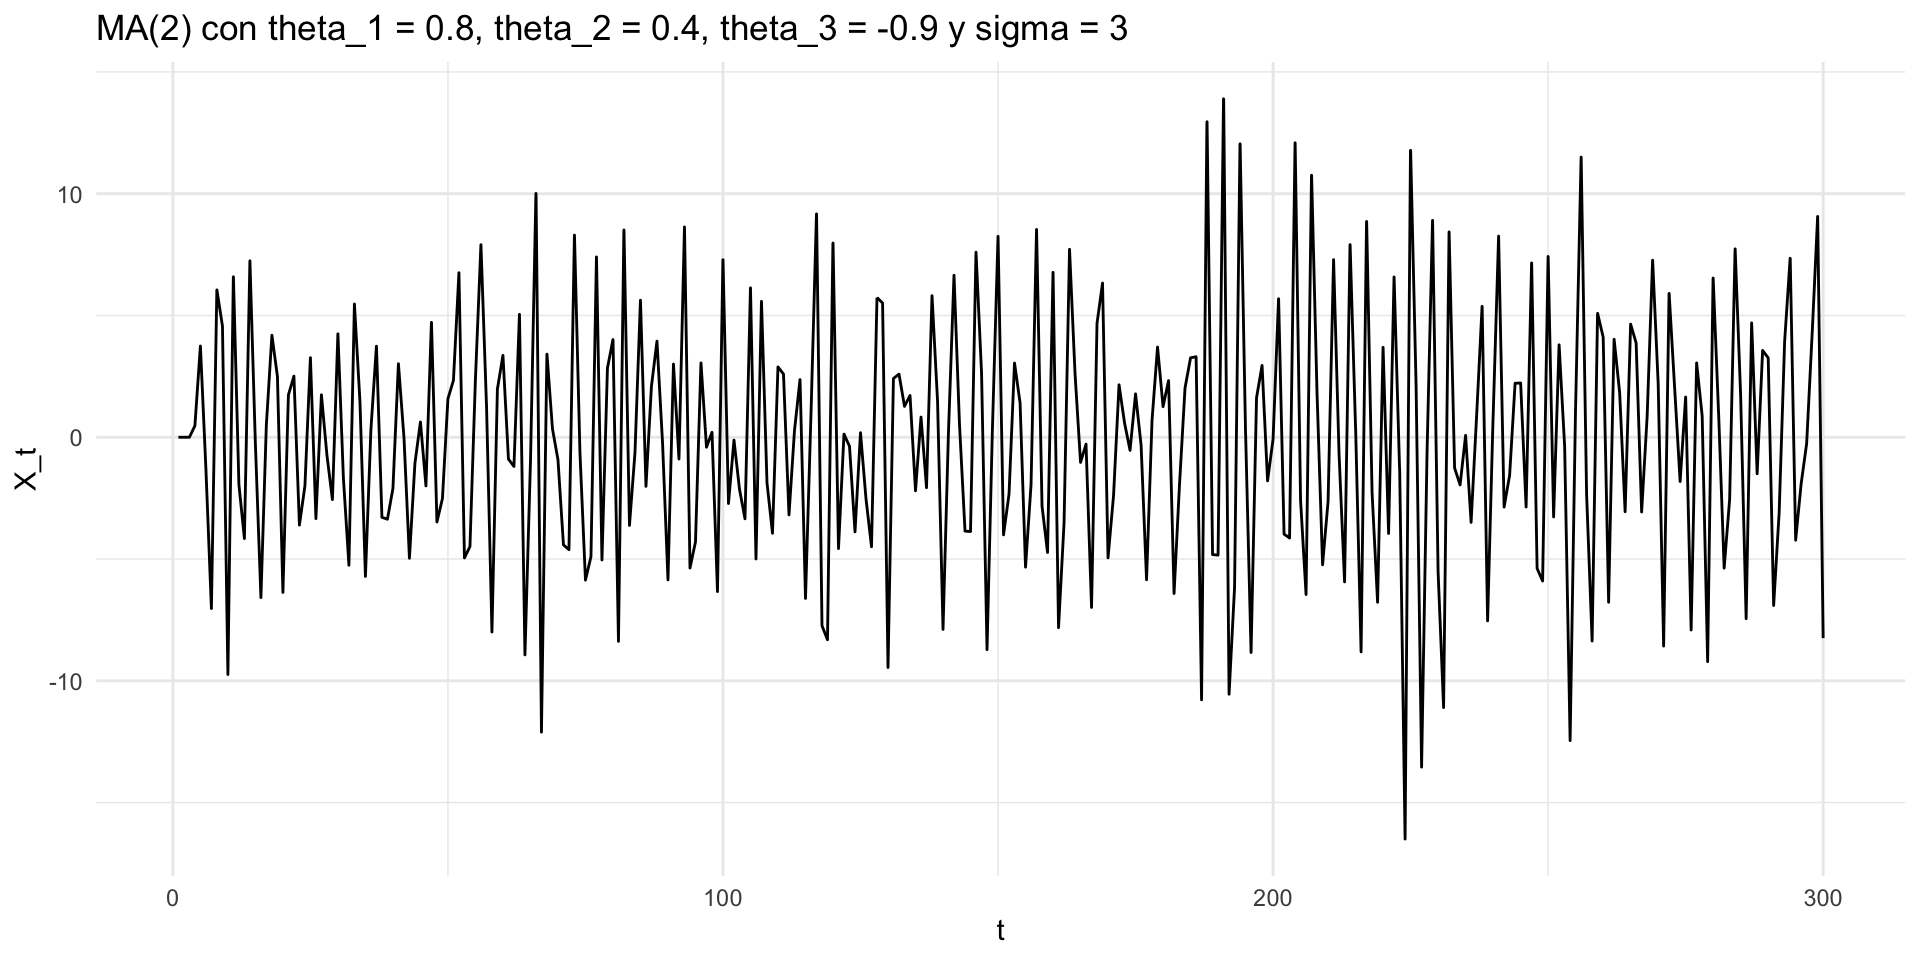 MA(2) con theta_1 = 0.8, theta_2 = 0.4, theta_3 = -0.9 y sigma = 3
10
0
-10
X_t
0 100 200 300
t